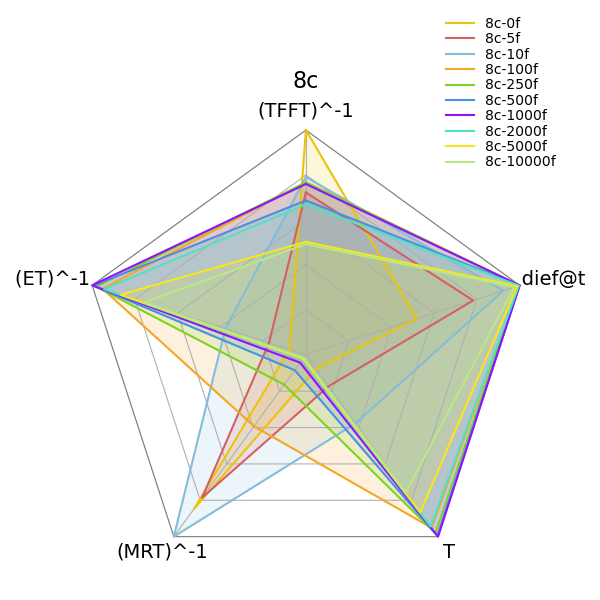 8c-0f
8c-5f
8c-10f
8c-100f
8c-250f
8c-500f
8c-1000f
8c-2000f
8c-5000f
8c-10000f
8c
(TFFT)^-1
(ET)^-1
dief@t
(MRT)^-1
T